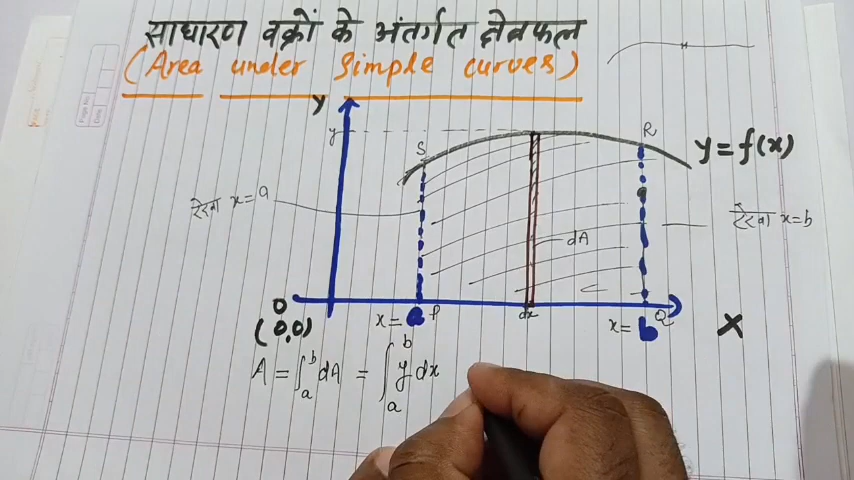 साधारण वक्रों के अंतर्गत क्षेत्रफल
(Area under simple curves)
Y
y
S
R
y = f(x)
रेखा x=a
रेखा x=b
dA
O
(0,0)
x = a
P
dx
x = b
Q
X
A = ∫_a^b dA = ∫_a^b y dx